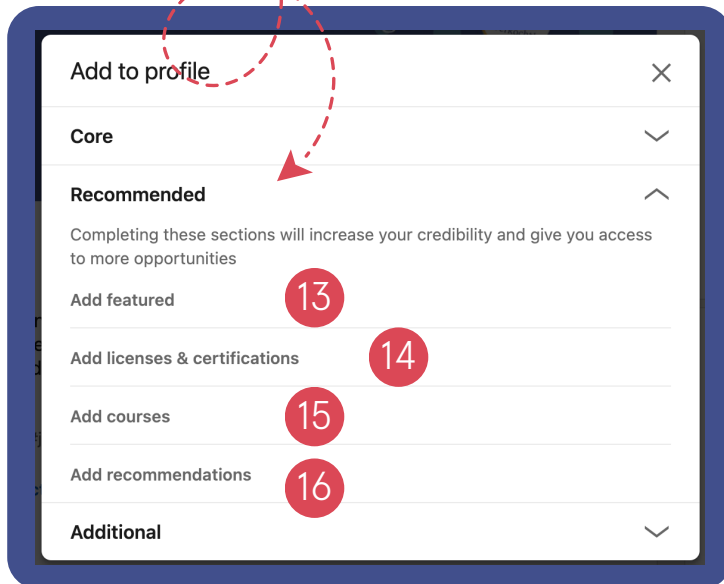 Add to profile
Core
Recommended
Completing these sections will increase your credibility and give you access
to more opportunities
Add featured 13
Add licenses & certifications 14
Add courses 15
Add recommendations 16
Additional